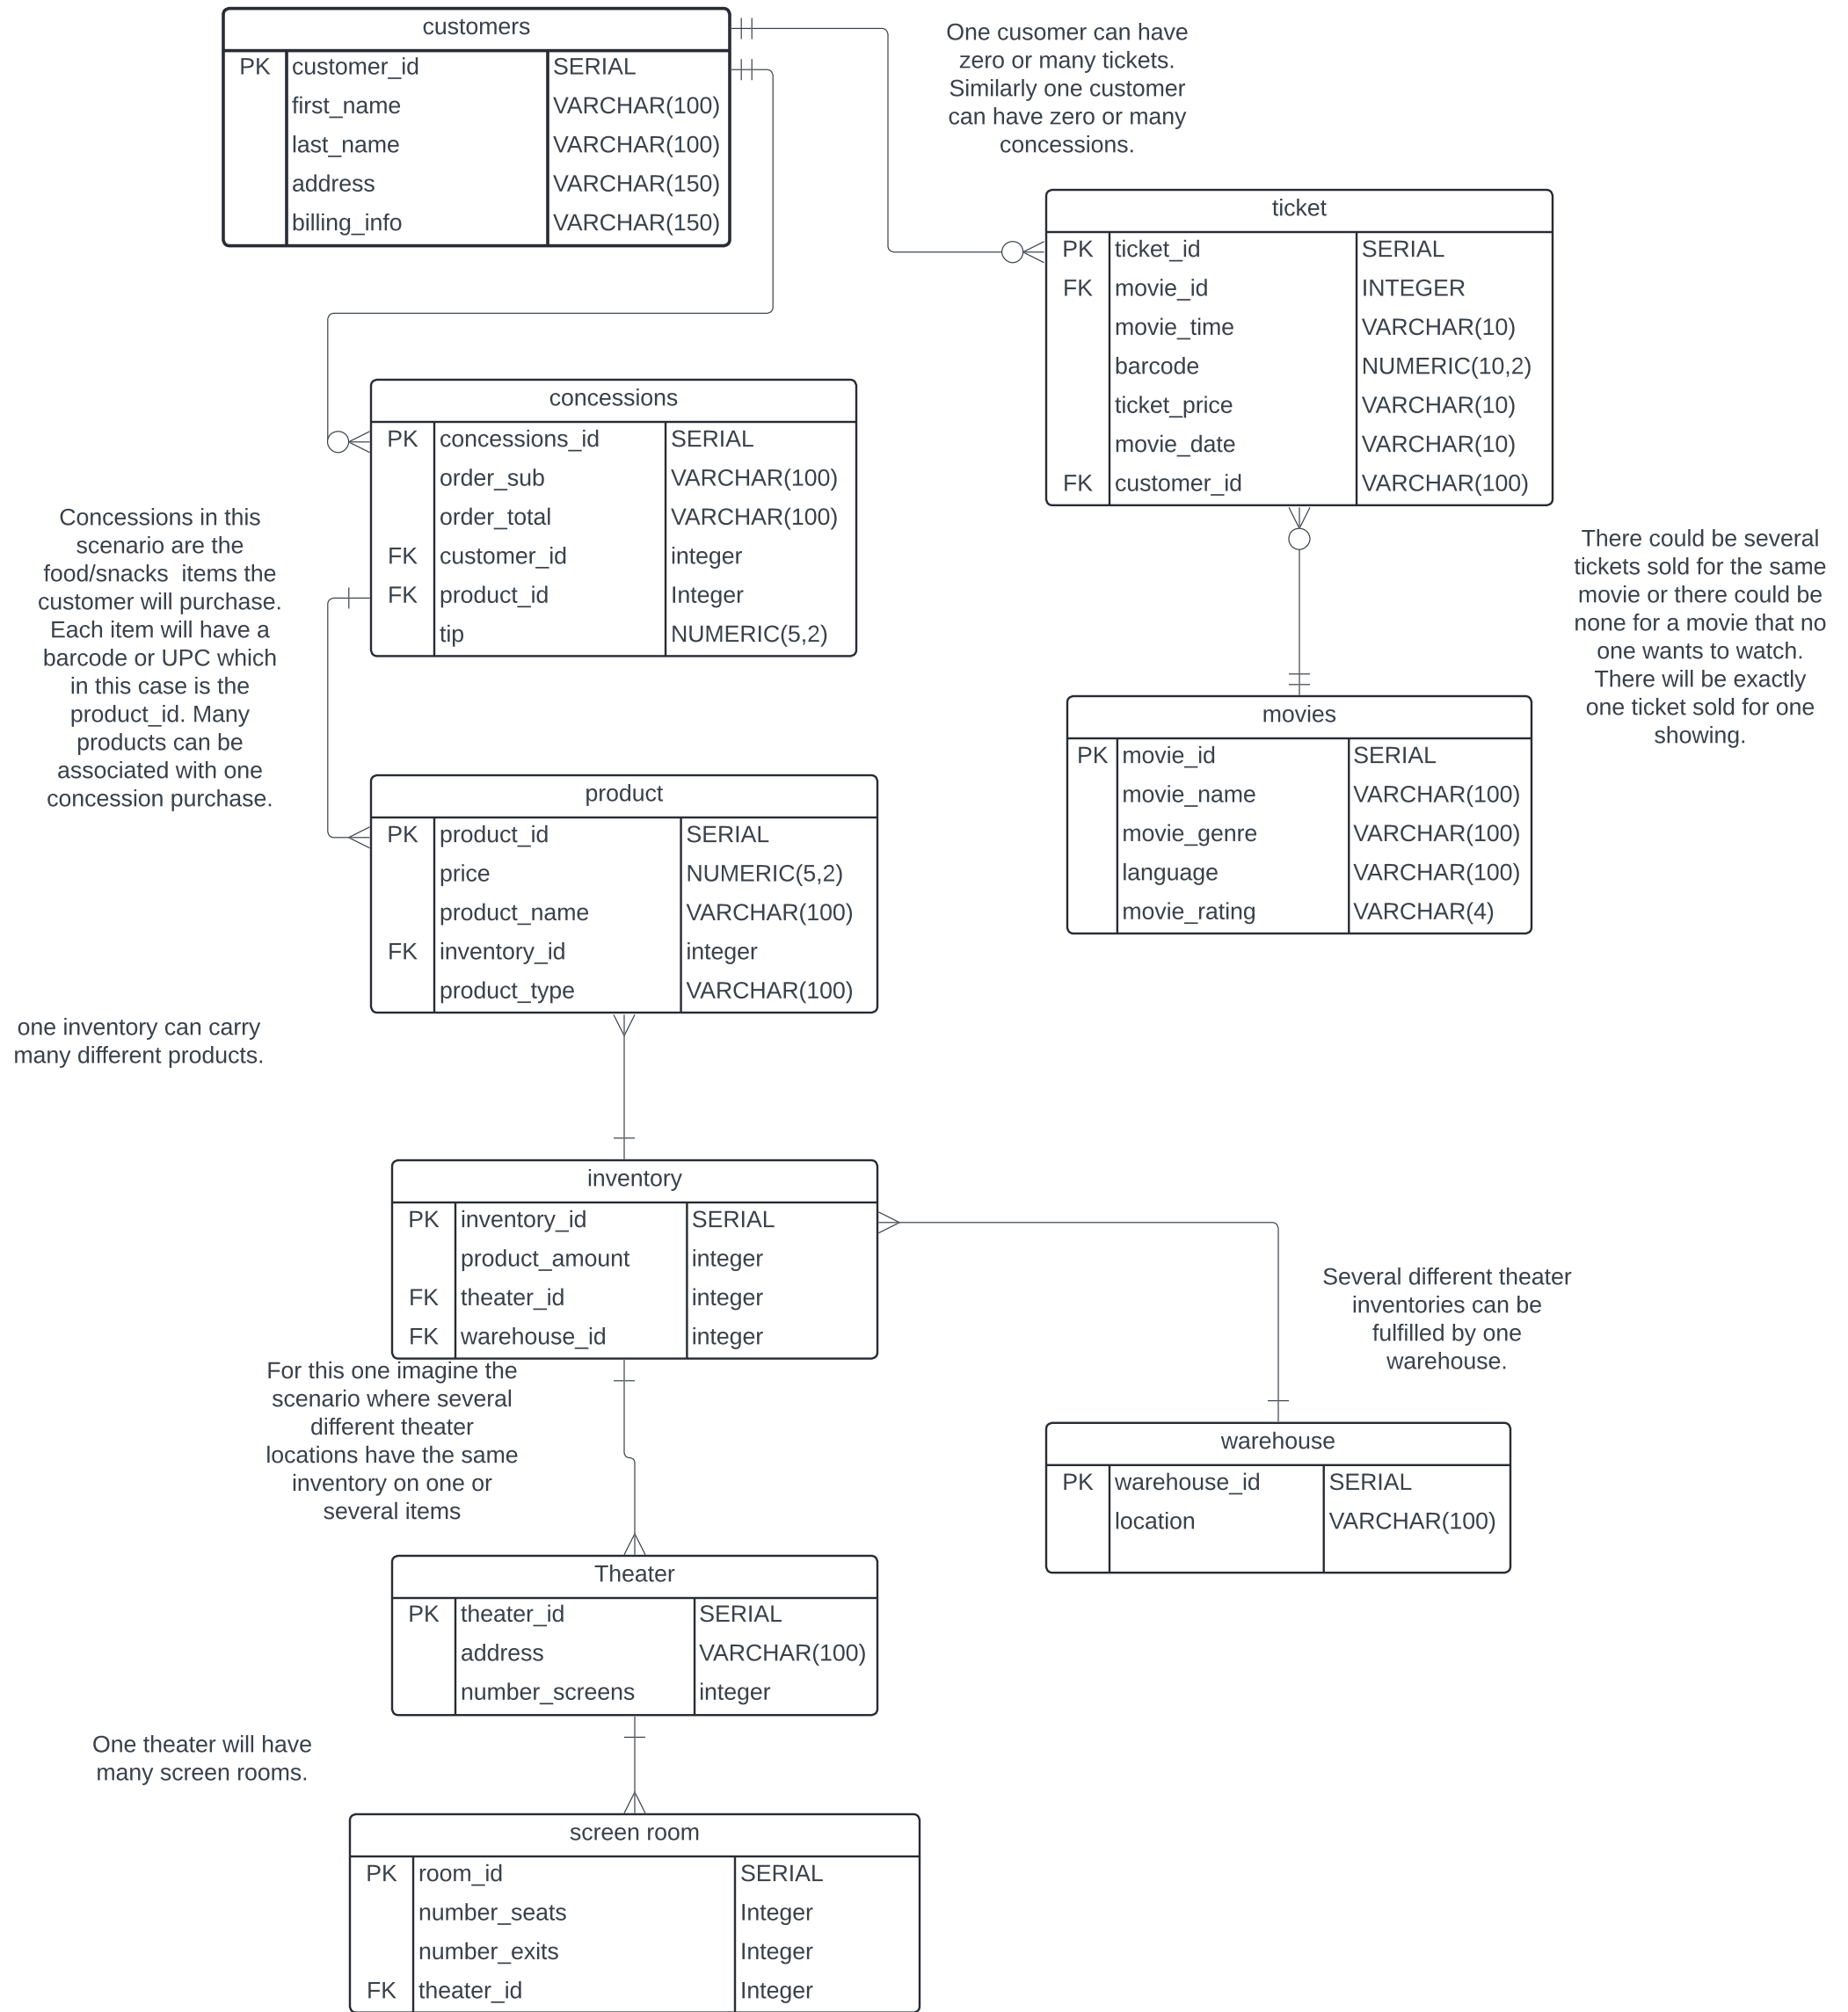 customers
PK customer_id SERIAL
first_name VARCHAR(100)
last_name VARCHAR(100)
address VARCHAR(150)
billing_info VARCHAR(150)
One cusomer can have
zero or many tickets.
Similarly one customer
can have zero or many
concessions.
ticket
PK ticket_id SERIAL
FK movie_id INTEGER
movie_time VARCHAR(10)
barcode NUMERIC(10,2)
ticket_price VARCHAR(10)
movie_date VARCHAR(10)
FK customer_id VARCHAR(100)
concessions
PK concessions_id SERIAL
order_sub VARCHAR(100)
order_total VARCHAR(100)
FK customer_id integer
FK product_id Integer
tip NUMERIC(5,2)
Concessions in this
scenario are the
food/snacks  items the
customer will purchase.
Each item will have a
barcode or UPC which
in this case is the
product_id. Many
products can be
associated with one
concession purchase.
There could be several
tickets sold for the same
movie or there could be
none for a movie that no
one wants to watch.
There will be exactly
one ticket sold for one
showing.
movies
PK movie_id SERIAL
movie_name VARCHAR(100)
movie_genre VARCHAR(100)
language VARCHAR(100)
movie_rating VARCHAR(4)
product
PK product_id SERIAL
price NUMERIC(5,2)
product_name VARCHAR(100)
FK inventory_id integer
product_type VARCHAR(100)
one inventory can carry
many different products.
inventory
PK inventory_id SERIAL
product_amount integer
FK theater_id integer
FK warehouse_id integer
Several different theater
inventories can be
fulfilled by one
warehouse.
For this one imagine the
scenario where several
different theater
locations have the same
inventory on one or
several items
warehouse
PK warehouse_id SERIAL
location VARCHAR(100)
Theater
PK theater_id SERIAL
address VARCHAR(100)
number_screens integer
One theater will have
many screen rooms.
screen room
PK room_id SERIAL
number_seats Integer
number_exits Integer
FK theater_id Integer